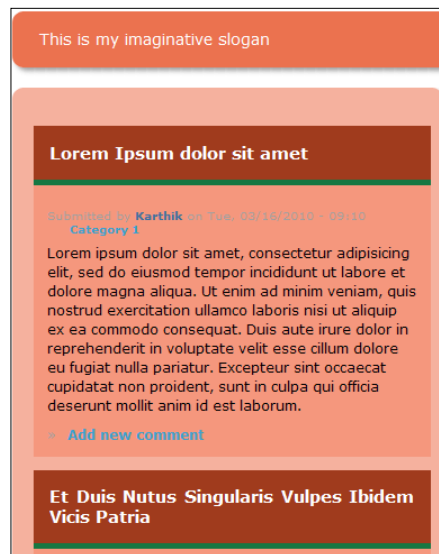 This is my imaginative slogan
Lorem Ipsum dolor sit amet
Submitted by Karthik on Tue, 03/16/2010 - 09:10
Category 1
Lorem ipsum dolor sit amet, consectetur adipisicing
elit, sed do eiusmod tempor incididunt ut labore et
dolore magna aliqua. Ut enim ad minim veniam, quis
nostrud exercitation ullamco laboris nisi ut aliquip
ex ea commodo consequat. Duis aute irure dolor in
reprehenderit in voluptate velit esse cillum dolore
eu fugiat nulla pariatur. Excepteur sint occaecat
cupidatat non proident, sunt in culpa qui officia
deserunt mollit anim id est laborum.
» Add new comment
Et Duis Nutus Singularis Vulpes Ibidem
Vicis Patria